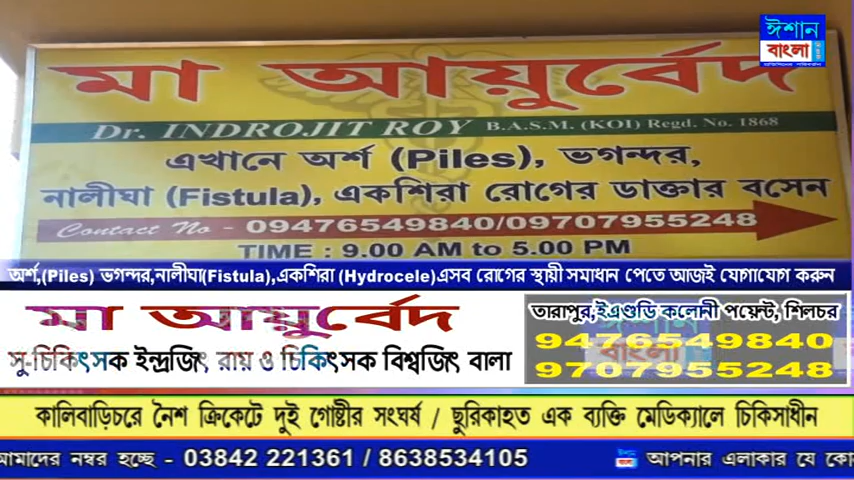 ঈশান
বাংলা
মা আয়ুর্বেদ
Dr. INDROJIT ROY B.A.S.M. (KOI) Regd. No. 1868
এখানে অর্শ (Piles), ভগন্দর,
নালীঘা (Fistula), একশিরা রোগের ডাক্তার বসেন
Contact No - 09476549840/09707955248
TIME : 9.00 AM to 5.00 PM
অর্শ,(Piles) ভগন্দর,নালীঘা(Fistula),একশিরা (Hydrocele)এসব রোগের স্থায়ী সমাধান পেতে আজই যোগাযোগ করুন
মা আয়ুর্বেদ
সু-চিকিৎসক ইন্দ্রজিৎ রায় ও চিকিৎসক বিশ্বজিৎ বালা
তারাপুর,ইএণ্ডডি কলোনী পয়েন্ট, শিলচর
ঈশান
বাংলা
9476549840
9707955248
কালিবাড়িচরে নৈশ ক্রিকেটে দুই গোষ্টীর সংঘর্ষ / ছুরিকাহত এক ব্যক্তি মেডিক্যালে চিকিসাধীন
আমাদের নম্বর হচ্ছে - 03842 221361 / 8638534105 আপনার এলাকার যে কো